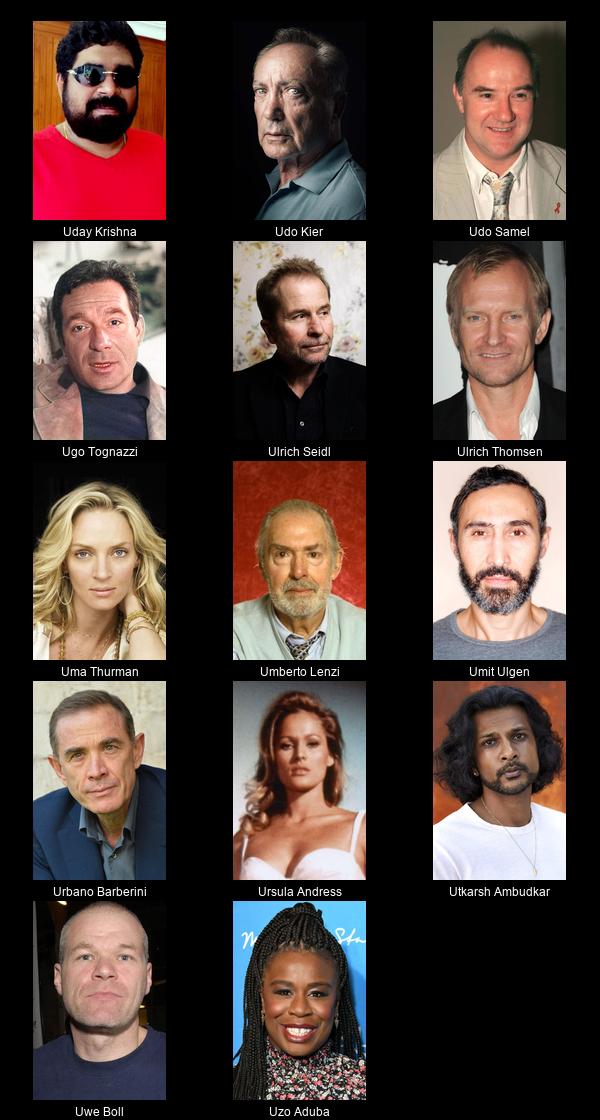 Uday Krishna
Udo Kier
Udo Samel
Ugo Tognazzi
Ulrich Seidl
Ulrich Thomsen
Uma Thurman
Umberto Lenzi
Umit Ulgen
Urbano Barberini
Ursula Andress
Utkarsh Ambudkar
Uwe Boll
Uzo Aduba